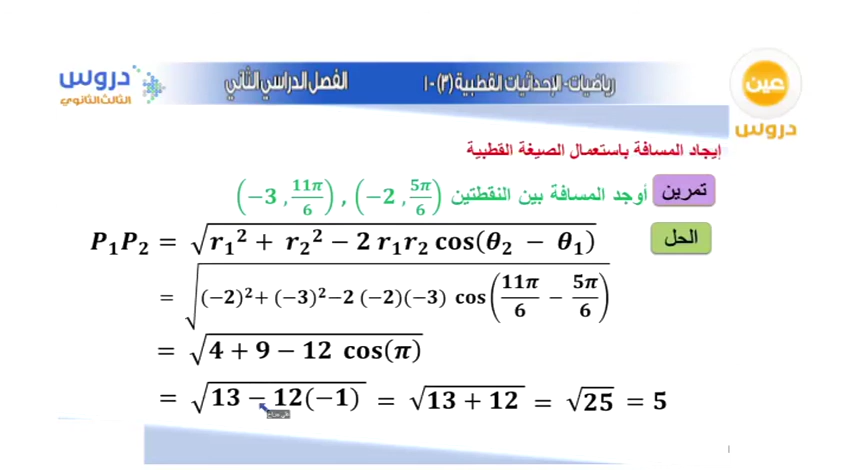 دروس
الثالث الثانوي
الفصل الدراسي الثاني
رياضيات - الإحداثيات القطبية (٣) - ١
عين
دروس
إيجاد المسافة باستعمال الصيغة القطبية
تمرين أوجد المسافة بين النقطتين (−2 , 5π/6) , (−3 , 11π/6)
الحل
P₁P₂ = √(r₁² + r₂² − 2 r₁r₂ cos(θ₂ − θ₁))
= √((−2)² + (−3)² − 2 (−2)(−3) cos(11π/6 − 5π/6))
= √(4 + 9 − 12 cos(π))
= √(13 − 12(−1)) = √(13 + 12) = √25 = 5